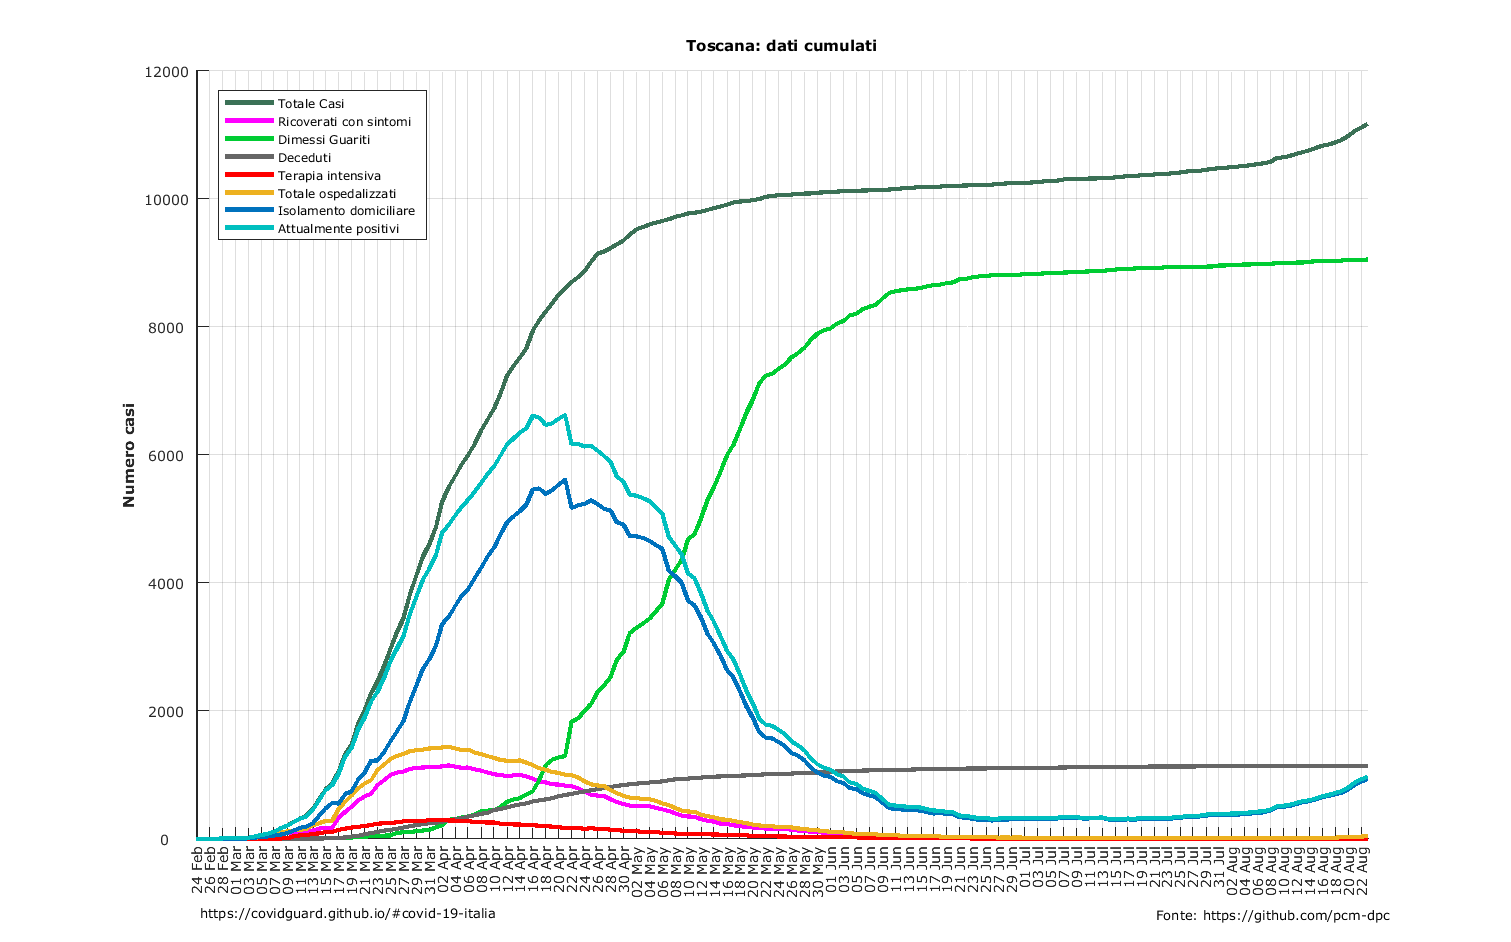 Toscana: dati cumulati
12000
10000
8000
6000
4000
2000
0
Numero casi
Totale Casi
Ricoverati con sintomi
Dimessi Guariti
Deceduti
Terapia intensiva
Totale ospedalizzati
Isolamento domiciliare
Attualmente positivi
24 Feb
26 Feb
28 Feb
01 Mar
03 Mar
05 Mar
07 Mar
09 Mar
11 Mar
13 Mar
15 Mar
17 Mar
19 Mar
21 Mar
23 Mar
25 Mar
27 Mar
29 Mar
31 Mar
02 Apr
04 Apr
06 Apr
08 Apr
10 Apr
12 Apr
14 Apr
16 Apr
18 Apr
20 Apr
22 Apr
24 Apr
26 Apr
28 Apr
30 Apr
02 May
04 May
06 May
08 May
10 May
12 May
14 May
16 May
18 May
20 May
22 May
24 May
26 May
28 May
30 May
01 Jun
03 Jun
05 Jun
07 Jun
09 Jun
11 Jun
13 Jun
15 Jun
17 Jun
19 Jun
21 Jun
23 Jun
25 Jun
27 Jun
29 Jun
01 Jul
03 Jul
05 Jul
07 Jul
09 Jul
11 Jul
13 Jul
15 Jul
17 Jul
19 Jul
21 Jul
23 Jul
25 Jul
27 Jul
29 Jul
31 Jul
02 Aug
04 Aug
06 Aug
08 Aug
10 Aug
12 Aug
14 Aug
16 Aug
18 Aug
20 Aug
22 Aug
https://covidguard.github.io/#covid-19-italia
Fonte: https://github.com/pcm-dpc